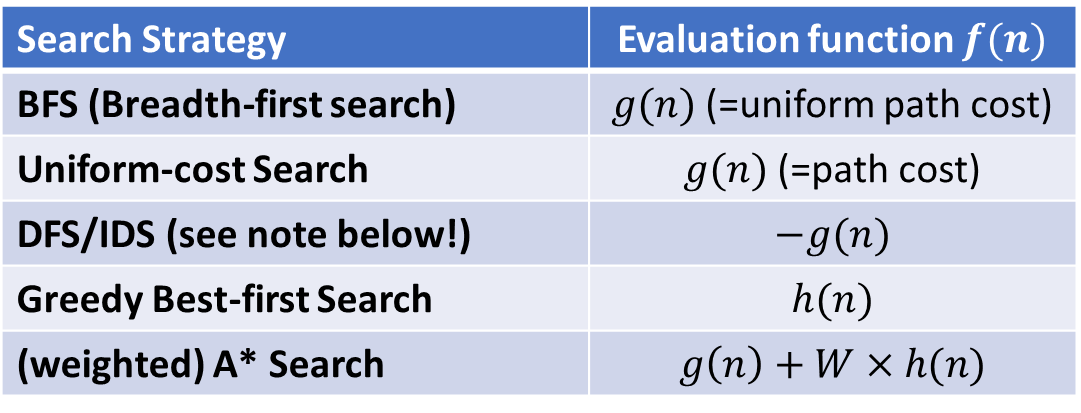 Search Strategy Evaluation function f(n)
BFS (Breadth-first search) g(n) (=uniform path cost)
Uniform-cost Search g(n) (=path cost)
DFS/IDS (see note below!) −g(n)
Greedy Best-first Search h(n)
(weighted) A* Search g(n) + W × h(n)